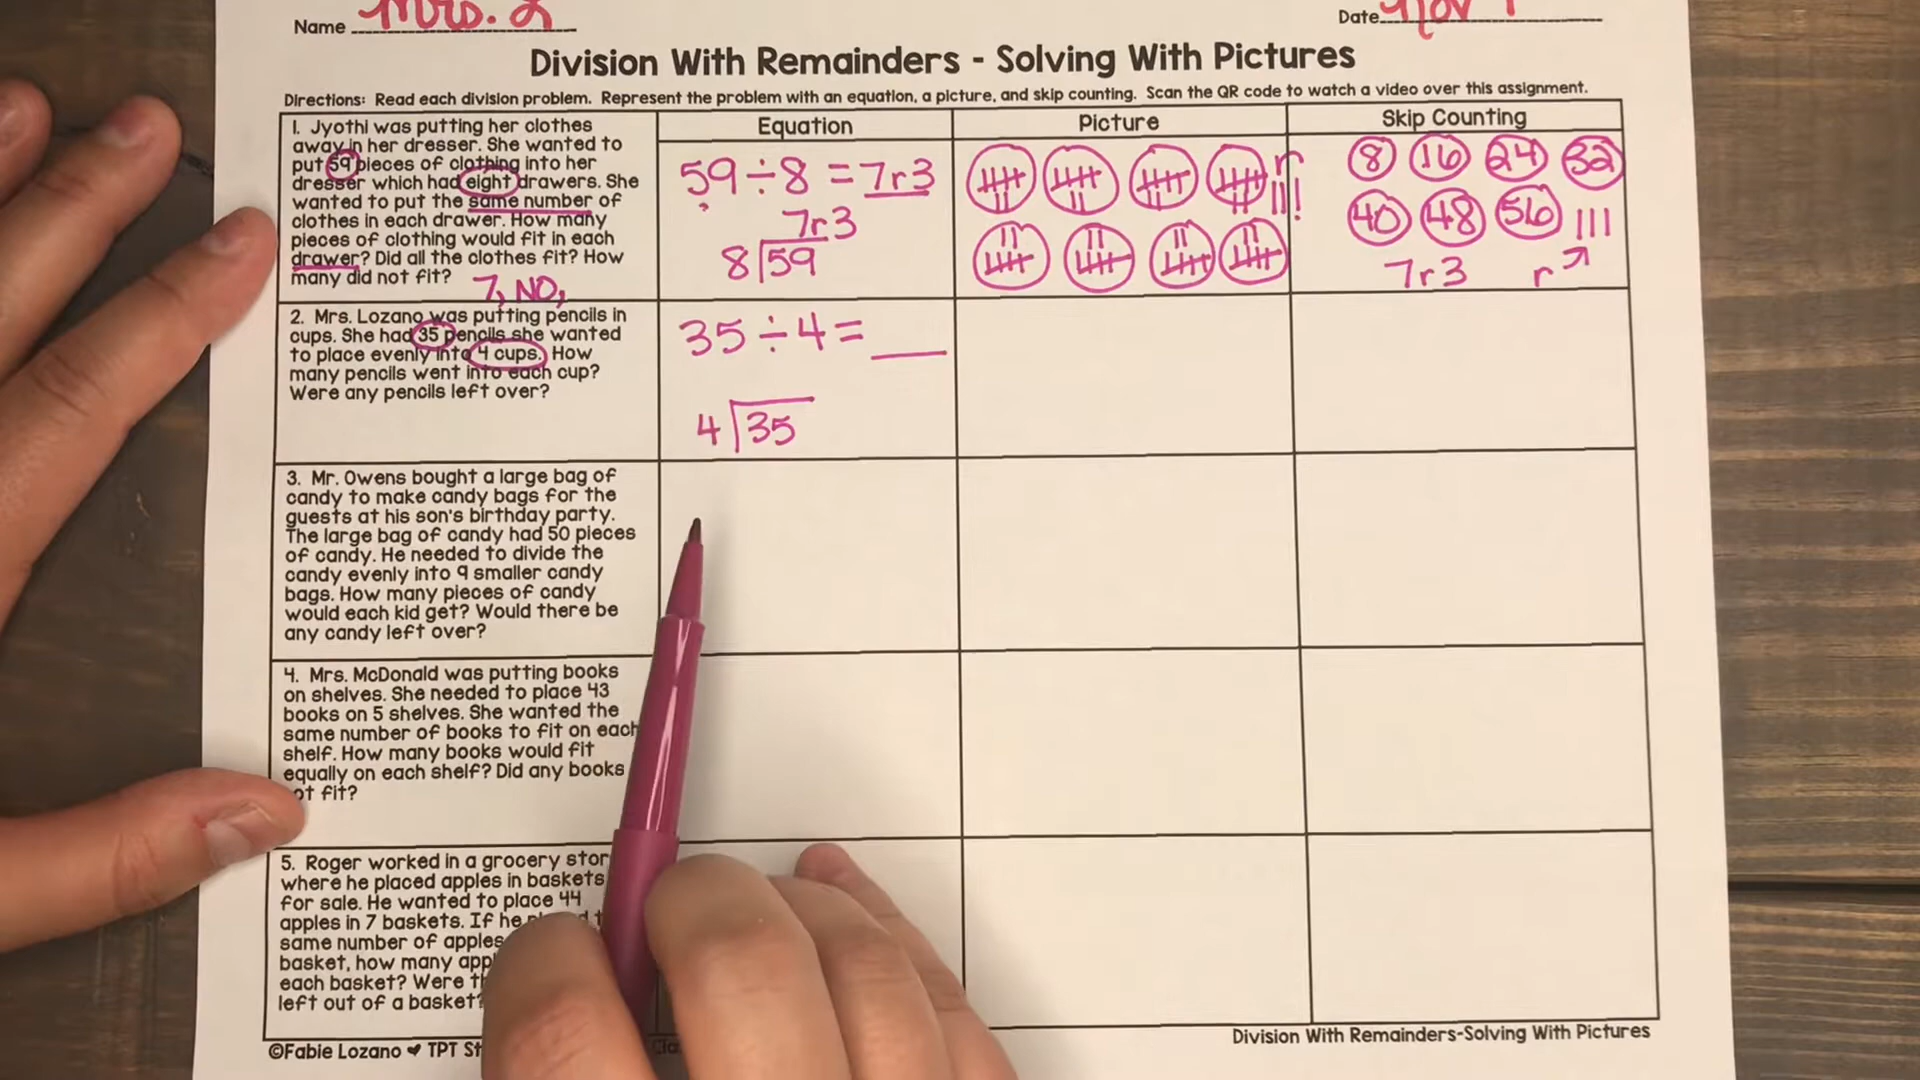 Name Mrs. L
Date Nov 1
Division With Remainders - Solving With Pictures
Directions: Read each division problem. Represent the problem with an equation, a picture, and skip counting. Scan the QR code to watch a video over this assignment.
1. Jyothi was putting her clothes
away in her dresser. She wanted to
put 59 pieces of clothing into her
dresser which had eight drawers. She
wanted to put the same number of
clothes in each drawer. How many
pieces of clothing would fit in each
drawer? Did all the clothes fit? How
many did not fit?
7, NO,
Equation
59 ÷ 8 = 7r3
7r3
8 59
Picture
r
Skip Counting
8 16 24 32
40 48 56 III
7r3 r
2. Mrs. Lozano was putting pencils in
cups. She had 35 pencils she wanted
to place evenly into 4 cups. How
many pencils went into each cup?
Were any pencils left over?
35 ÷ 4 = ___
4 35
3. Mr. Owens bought a large bag of
candy to make candy bags for the
guests at his son's birthday party.
The large bag of candy had 50 pieces
of candy. He needed to divide the
candy evenly into 9 smaller candy
bags. How many pieces of candy
would each kid get? Would there be
any candy left over?
4. Mrs. McDonald was putting books
on shelves. She needed to place 43
books on 5 shelves. She wanted the
same number of books to fit on each
shelf. How many books would fit
equally on each shelf? Did any books
fit?
5. Roger worked in a grocery
where he placed apples in baskets
for sale. He wanted to place 44
apples in 7 baskets. If he
same number of apples
basket, how many
each basket? Were
left out of a basket?
©Fabie Lozano ♥ TPT
Division With Remainders-Solving With Pictures